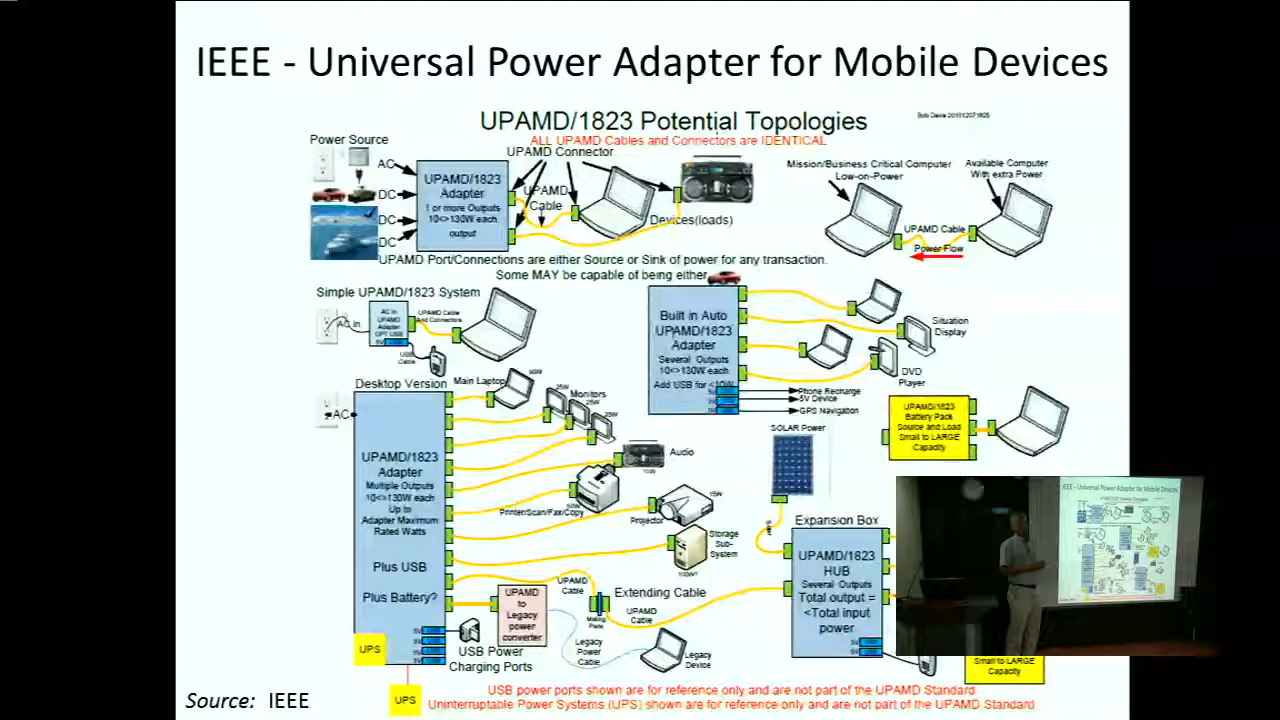 IEEE - Universal Power Adapter for Mobile Devices
UPAMD/1823 Potential Topologies
ALL UPAMD Cables and Connectors are IDENTICAL
Power Source
AC
DC
DC
DC
UPAMD/1823
Adapter
1 or more Outputs
10<>130W each
output
UPAMD Connector
UPAMD
Cable
Devices(loads)
Mission/Business Critical Computer
Low-on-Power
Available Computer
With extra Power
UPAMD Cable
Power Flow
UPAMD Port/Connections are either Source or Sink of power for any transaction.
Some MAY be capable of being either
Simple UPAMD/1823 System
AC In
AC In
UPAMD
Adapter
OPT USB
5V
UPAMD Cable
And Connectors
USB
Cable
Built in Auto
UPAMD/1823
Adapter
Several Outputs
10<>130W each
Add USB for <10W
Situation
Display
DVD
Player
Phone Recharge
5V Device
GPS Navigation
Desktop Version
AC
Main Laptop
Monitors
UPAMD/1823
Adapter
Multiple Outputs
10<>130W each
Up to
Adapter Maximum
Rated Watts
Plus USB
Plus Battery?
Audio
Printer/Scan/Fax/Copy
Projector
Storage
Sub-
System
SOLAR Power
UPAMD/1823
Battery Pack
Source and Load
Small to LARGE
Capacity
Expansion Box
UPAMD/1823
HUB
Several Outputs
Total output =
<Total input
power
UPAMD
Cable
Extending Cable
UPAMD
Cable
UPAMD
to
Legacy
power
converter
Legacy
Power
Cable
Legacy
Device
UPS
UPS
USB Power
Charging Ports
Small to LARGE
Capacity
USB power ports shown are for reference only and are not part of the UPAMD Standard
Uninterruptable Power Systems (UPS) shown are for reference only and are not part of the UPAMD Standard
Source: IEEE